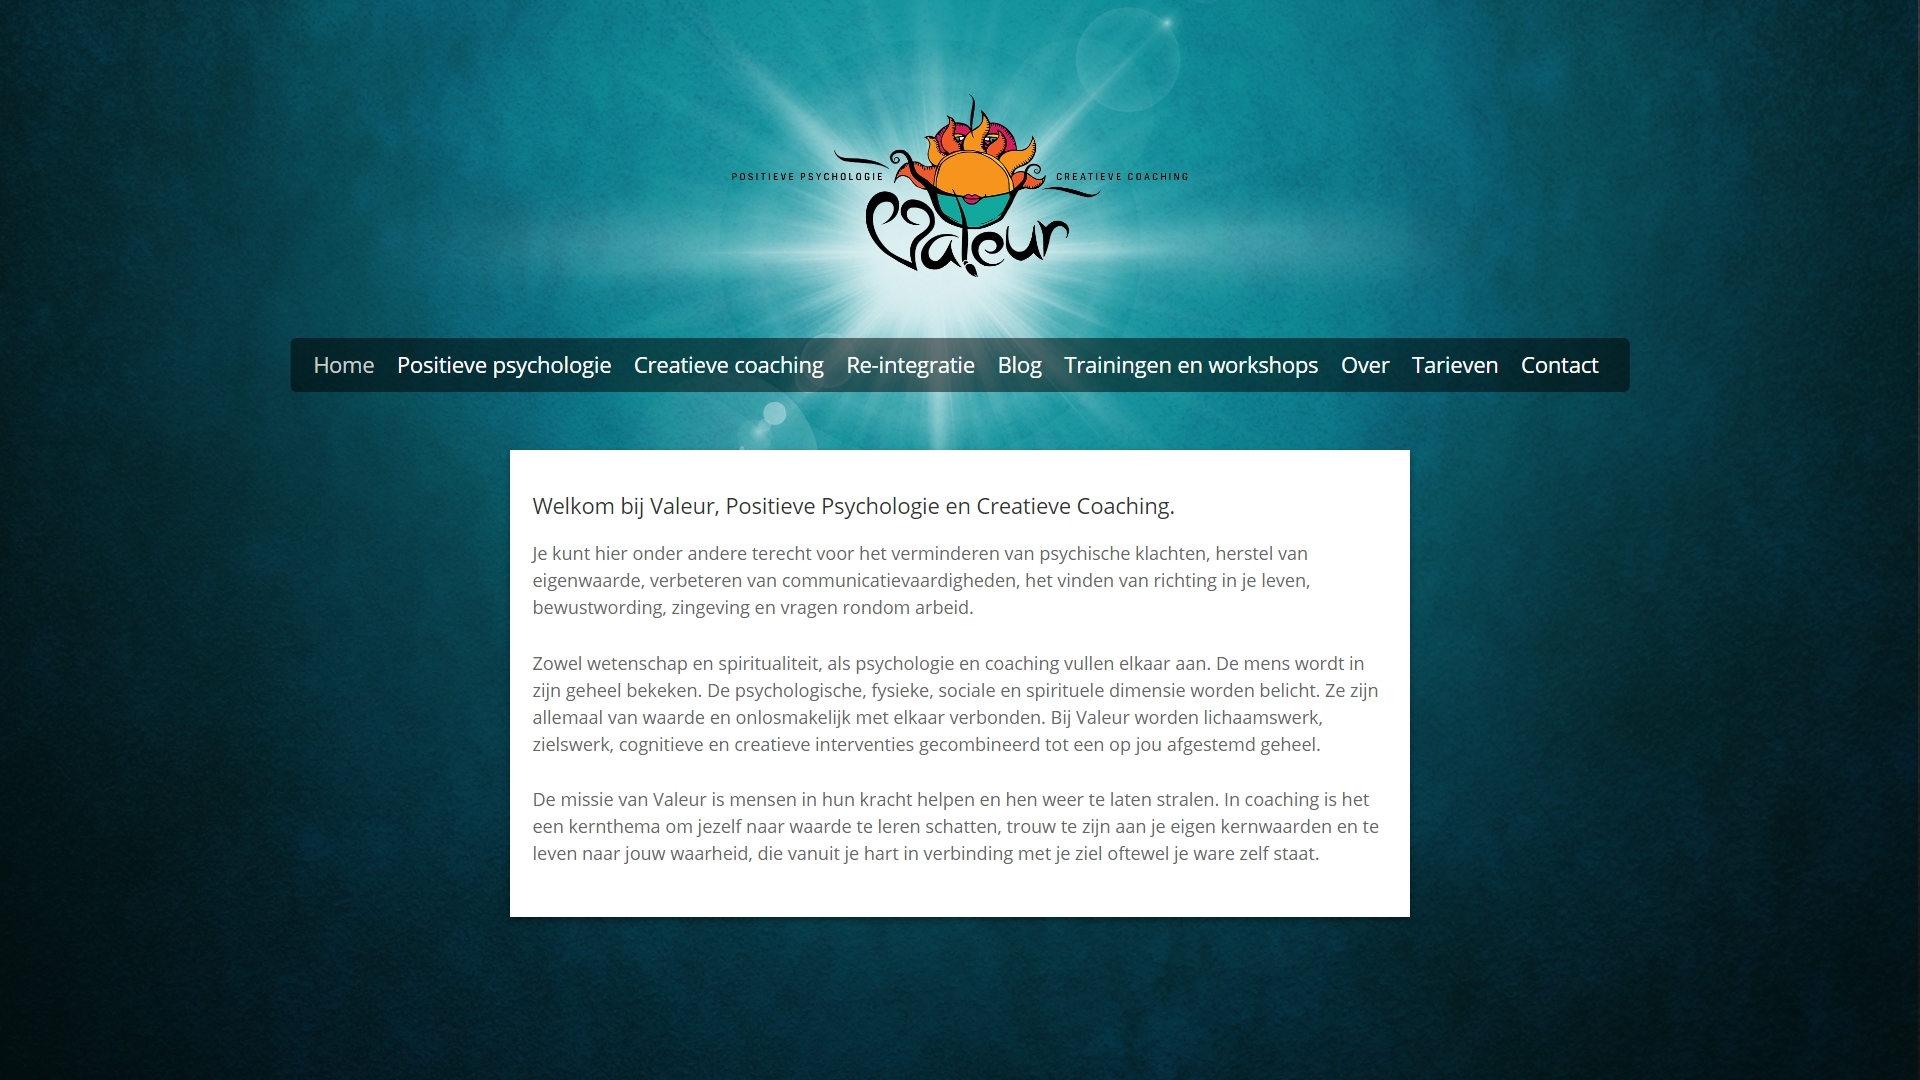 POSITIEVE PSYCHOLOGIE
CREATIEVE COACHING
Valeur
Home Positieve psychologie Creatieve coaching Re-integratie Blog Trainingen en workshops Over Tarieven Contact
Welkom bij Valeur, Positieve Psychologie en Creatieve Coaching.
Je kunt hier onder andere terecht voor het verminderen van psychische klachten, herstel van
eigenwaarde, verbeteren van communicatievaardigheden, het vinden van richting in je leven,
bewustwording, zingeving en vragen rondom arbeid.
Zowel wetenschap en spiritualiteit, als psychologie en coaching vullen elkaar aan. De mens wordt in
zijn geheel bekeken. De psychologische, fysieke, sociale en spirituele dimensie worden belicht. Ze zijn
allemaal van waarde en onlosmakelijk met elkaar verbonden. Bij Valeur worden lichaamswerk,
zielswerk, cognitieve en creatieve interventies gecombineerd tot een op jou afgestemd geheel.
De missie van Valeur is mensen in hun kracht helpen en hen weer te laten stralen. In coaching is het
een kernthema om jezelf naar waarde te leren schatten, trouw te zijn aan je eigen kernwaarden en te
leven naar jouw waarheid, die vanuit je hart in verbinding met je ziel oftewel je ware zelf staat.